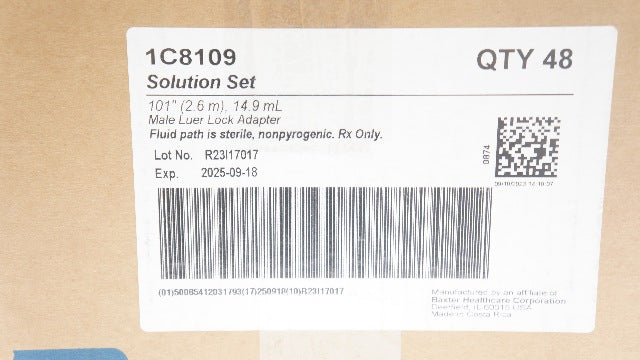 1C8109
QTY 48
Solution Set
101" (2.6 m), 14.9 mL
Male Luer Lock Adapter
Fluid path is sterile, nonpyrogenic. Rx Only.
Lot No. R23I17017
Exp. 2025-09-18
0874
(01)50085412031793(17)250918(10)R23I17017
Manufactured by an affiliate of
Baxter Healthcare Corporation
Deerfield, IL 60015 USA
Made in Costa Rica